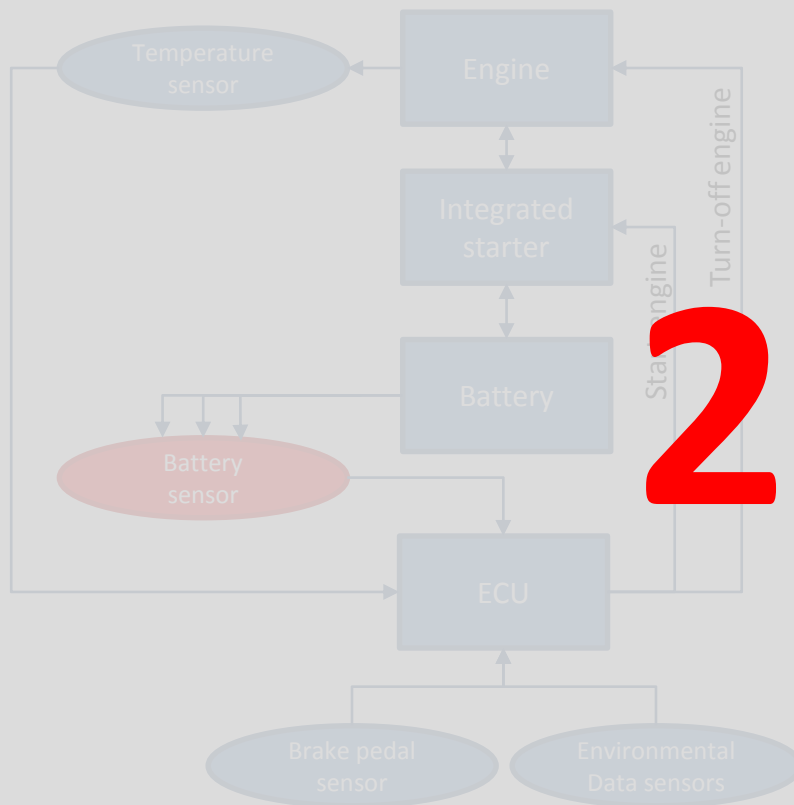 Temperature
sensor
Engine
Integrated
starter
Turn-off engine
Battery
2
Battery
sensor
ECU
Brake pedal
sensor
Environmental
Data sensors